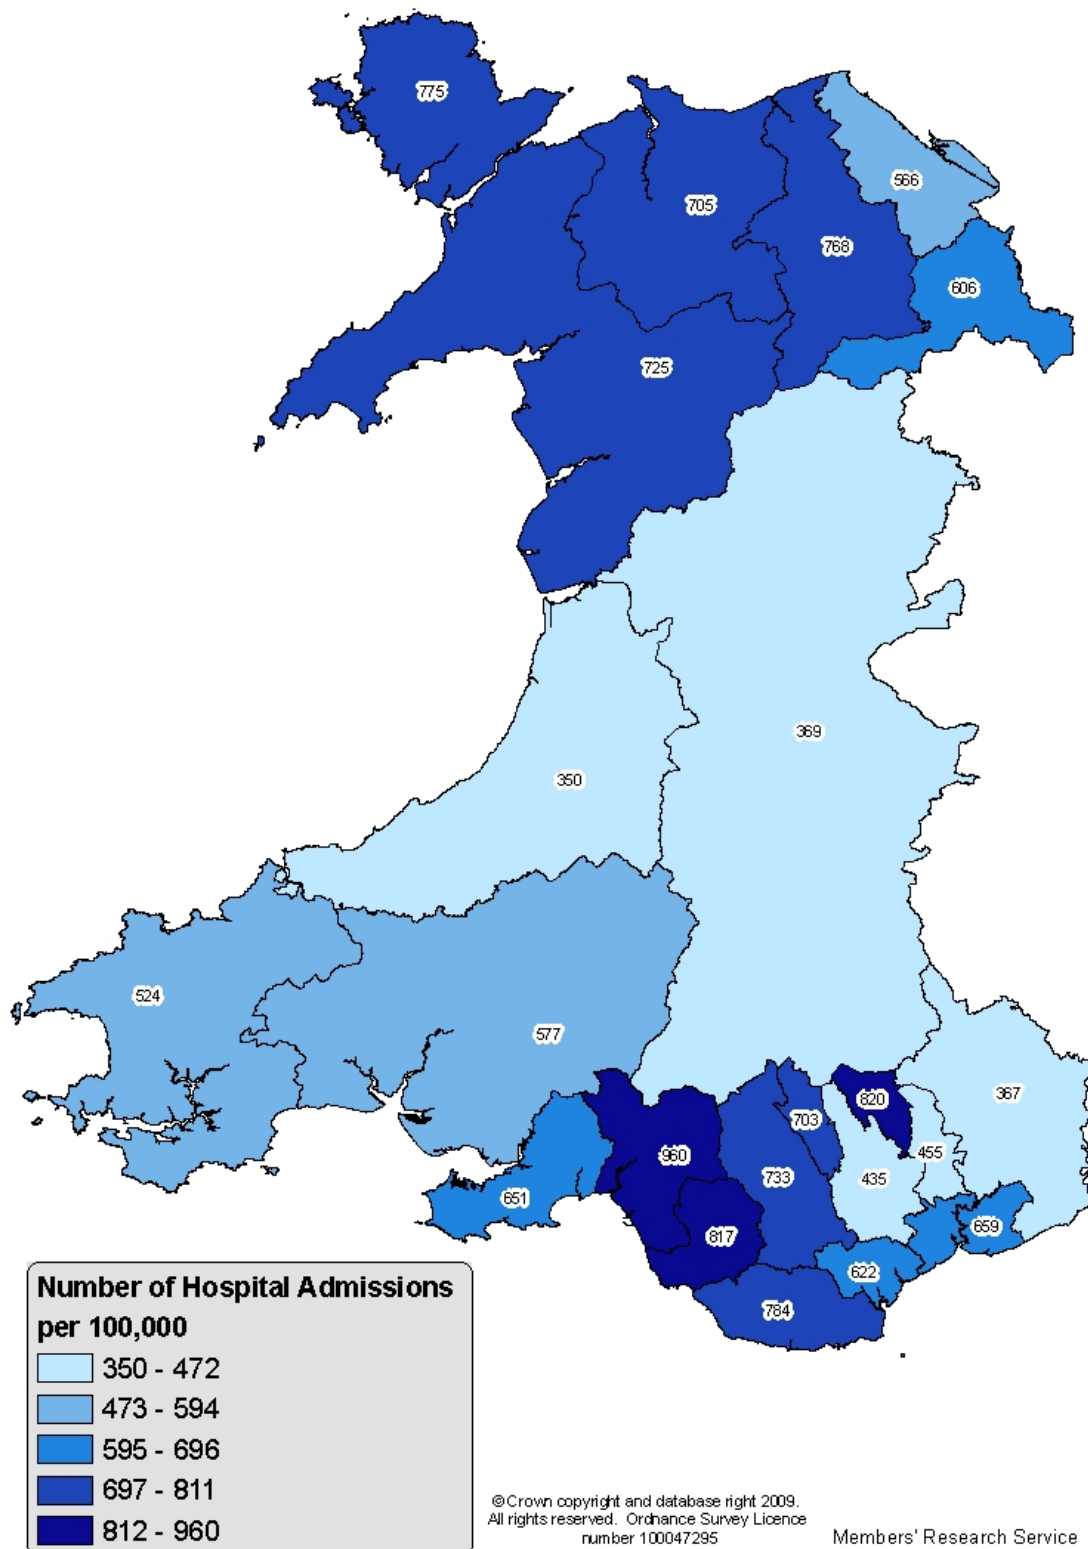 775
566
705
768
606
725
369
350
524
577
367
820
703
455
960
435
733
651
659
817
622
784
Number of Hospital Admissions
per 100,000
350 - 472
473 - 594
595 - 696
697 - 811
812 - 960
©Crown copyright and database right 2009.
All rights reserved. Ordnance Survey Licence
number 100047295
Members' Research Service